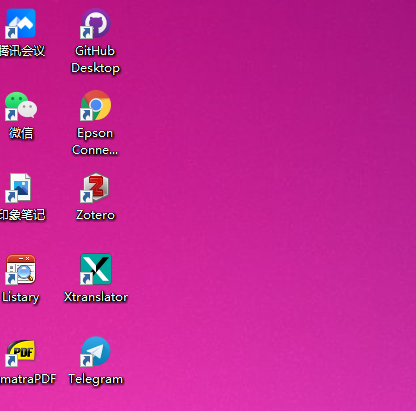 腾讯会议
GitHub
Desktop
微信
Epson
Conne...
印象笔记
Zotero
Listary
Xtranslator
PDF
matraPDF
Telegram